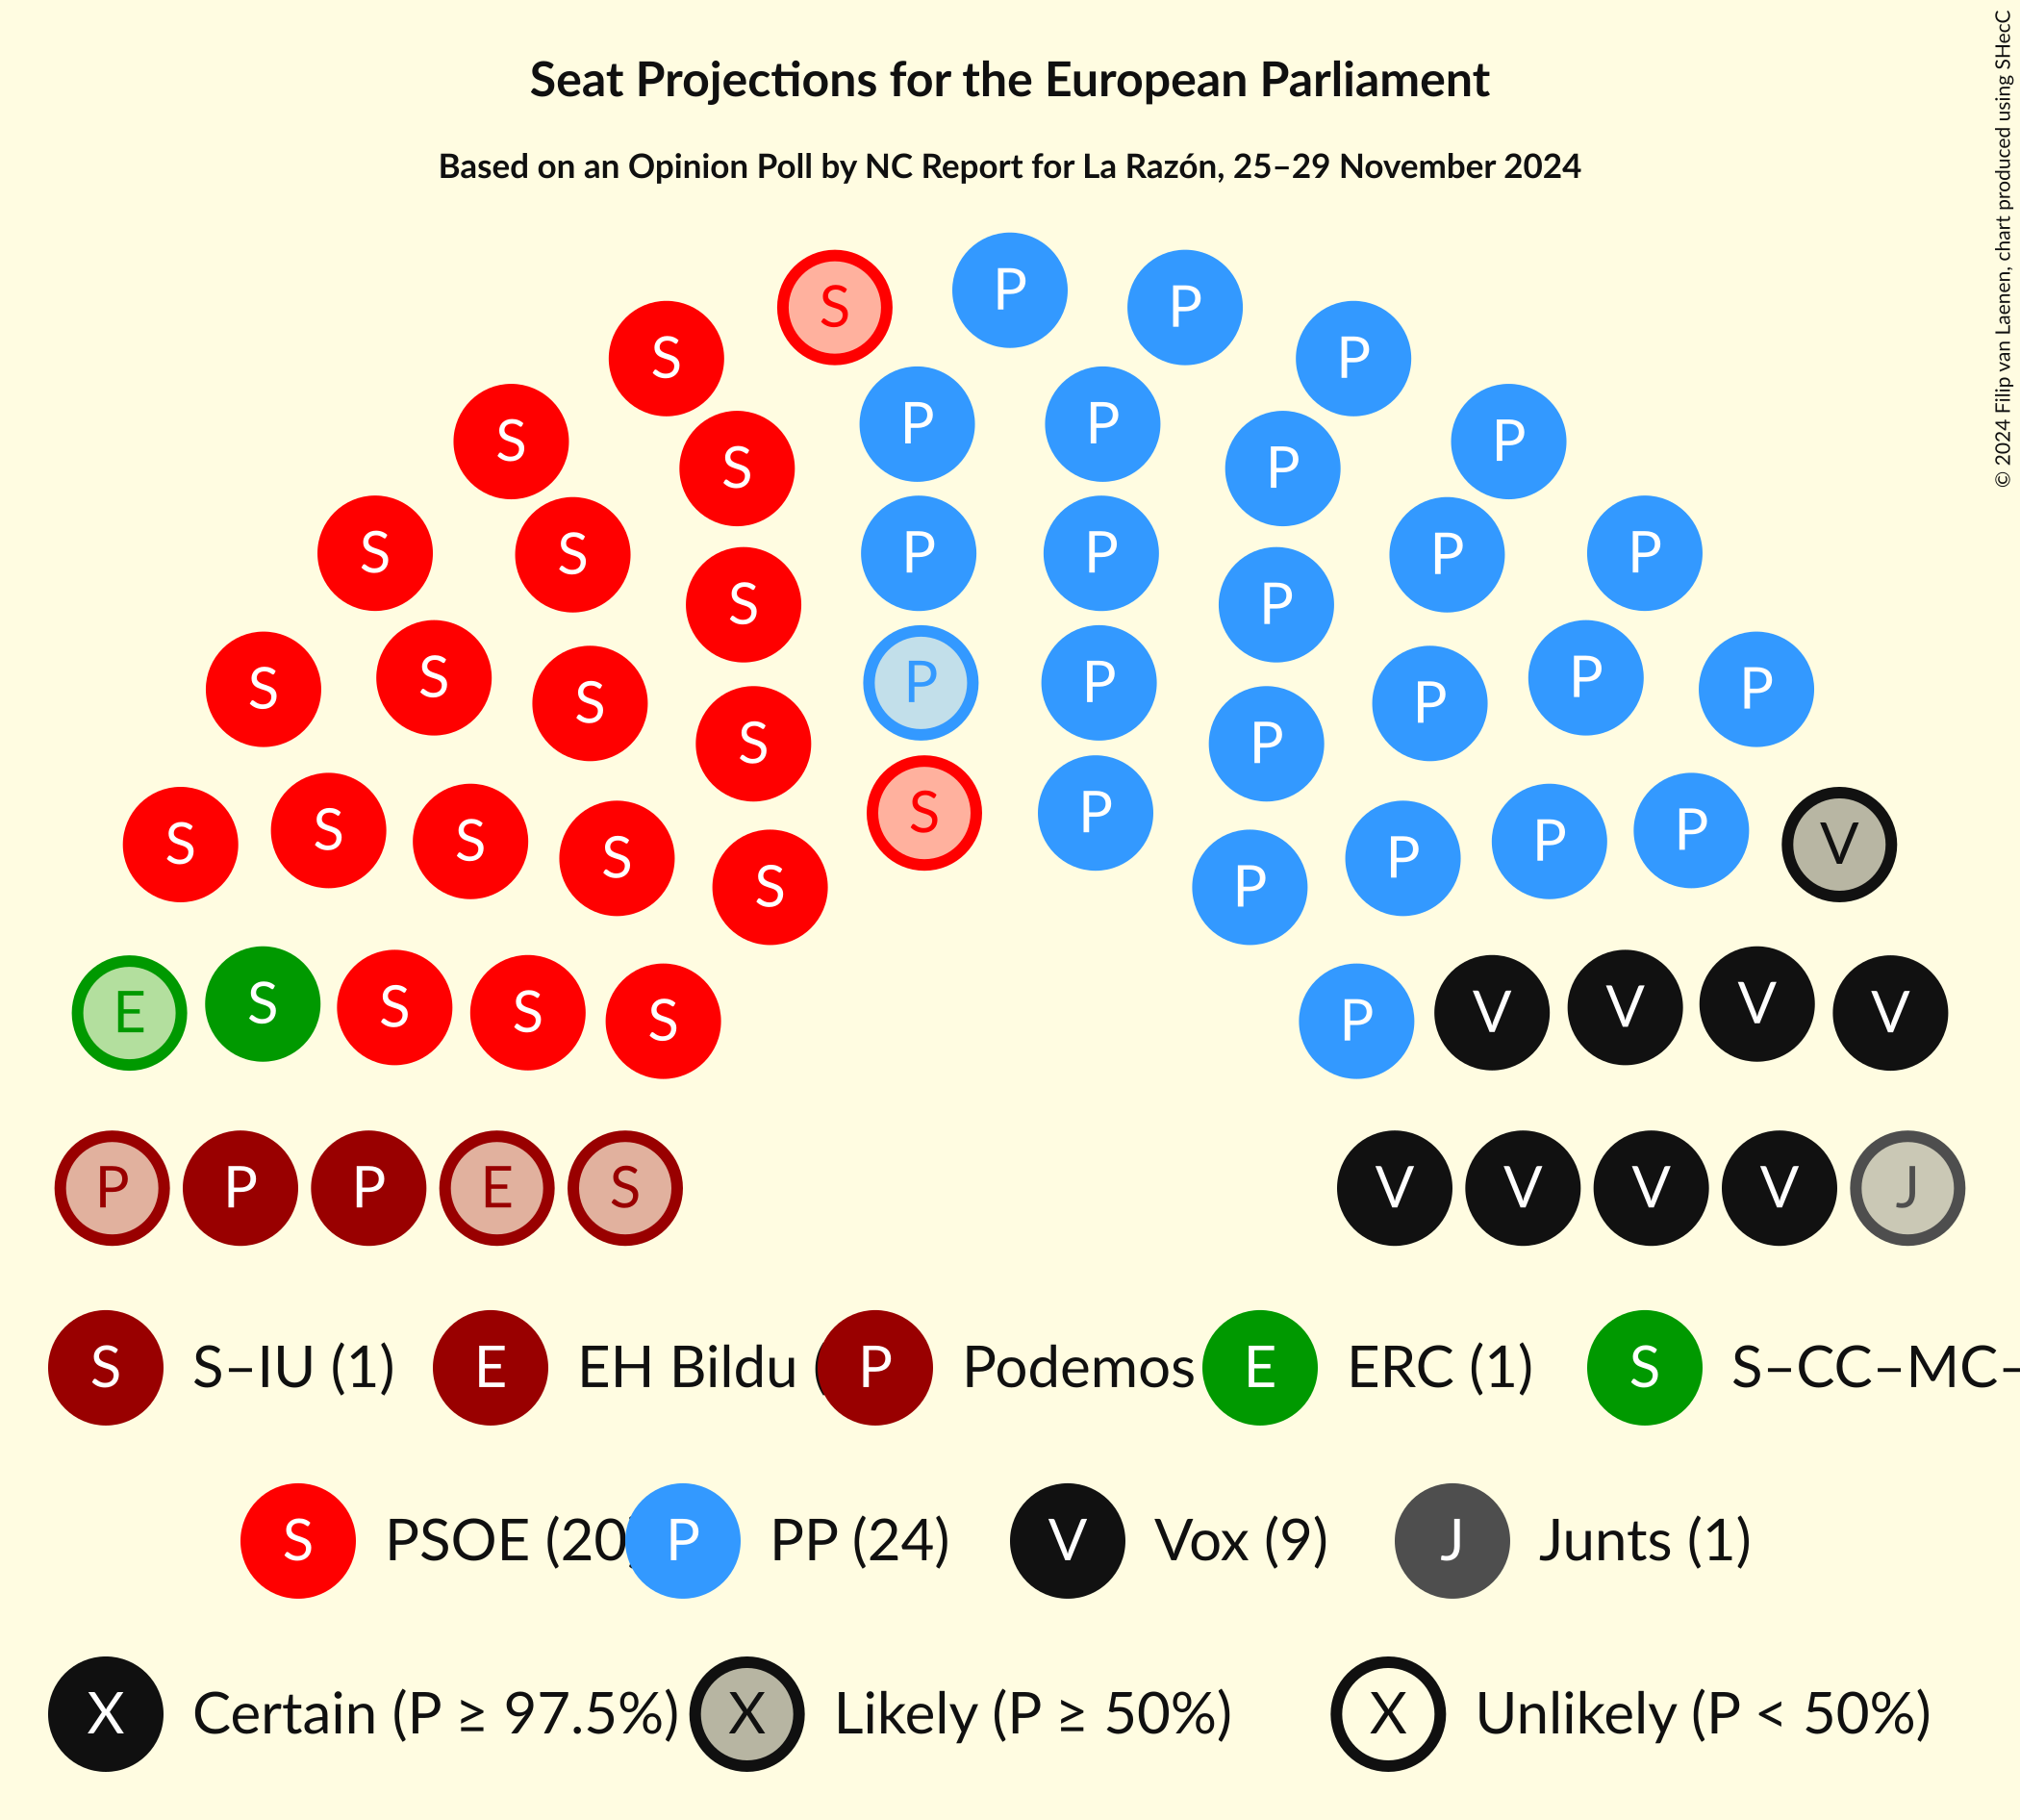 Seat Projections for the European Parliament
Based on an Opinion Poll by NC Report for La Razón, 25–29 November 2024
© 2024 Filip van Laenen, chart produced using SHecC
S P P P
S P
S P P P
S S P P
S P P P
S S P P
S P P P
S S S P P P P
S P
S S S S S P P P P V
E S S S S P V V V V
P P P E S V V V V J
S S–IU (1) E EH Bildu ( P Podemos E ERC (1) S S–CC–MC–
S PSOE (20) P PP (24) V Vox (9) J Junts (1)
X Certain (P ≥ 97.5%) X Likely (P ≥ 50%) X Unlikely (P < 50%)